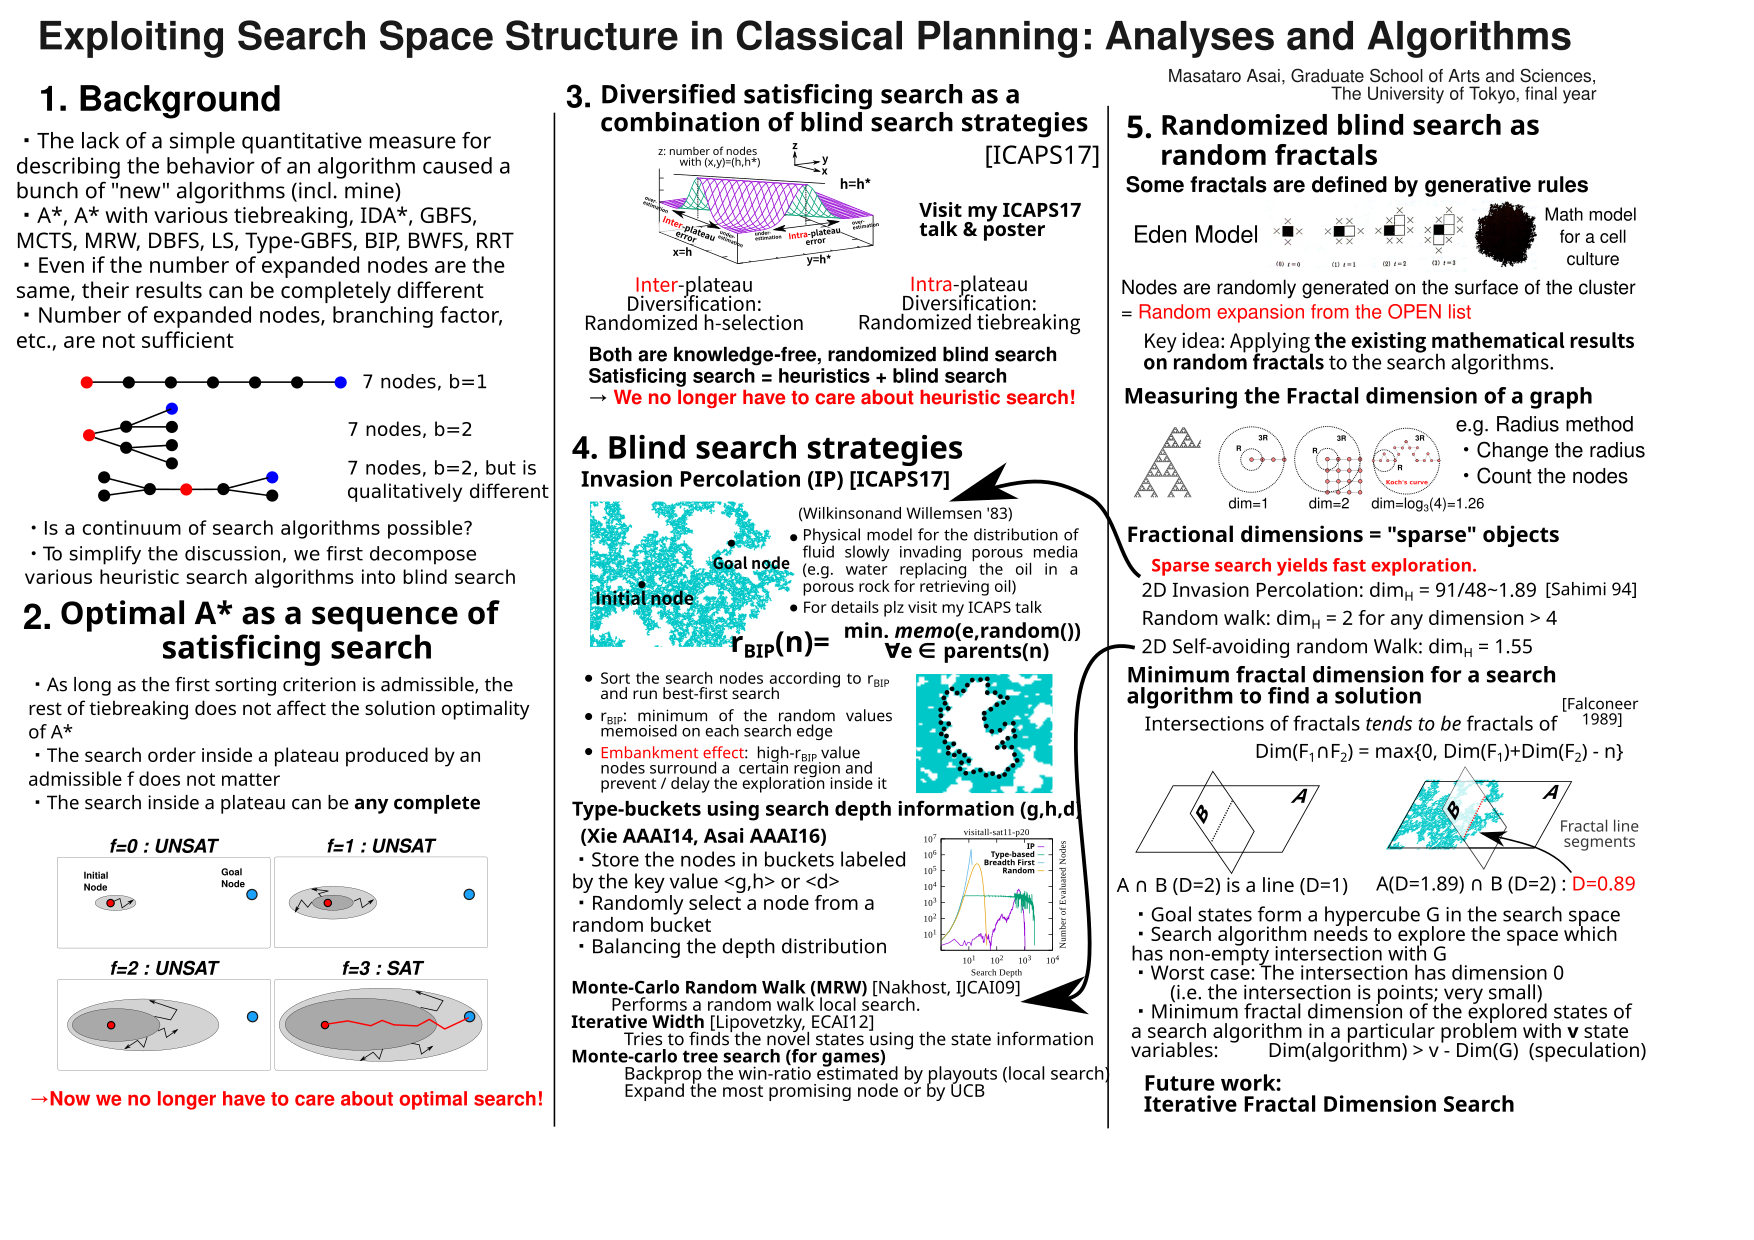 Exploiting Search Space Structure in Classical Planning: Analyses and Algorithms
Masataro Asai, Graduate School of Arts and Sciences,
The University of Tokyo, final year
1. Background
・The lack of a simple quantitative measure for
describing the behavior of an algorithm caused a
bunch of "new" algorithms (incl. mine)
・A*, A* with various tiebreaking, IDA*, GBFS,
MCTS, MRW, DBFS, LS, Type-GBFS, BIP, BWFS, RRT
・Even if the number of expanded nodes are the
same, their results can be completely different
・Number of expanded nodes, branching factor,
etc., are not sufficient
7 nodes, b=1
7 nodes, b=2
7 nodes, b=2, but is
qualitatively different
・Is a continuum of search algorithms possible?
・To simplify the discussion, we first decompose
various heuristic search algorithms into blind search
2. Optimal A* as a sequence of
satisficing search
・As long as the first sorting criterion is admissible, the
rest of tiebreaking does not affect the solution optimality
of A*
・The search order inside a plateau produced by an
admissible f does not matter
・The search inside a plateau can be any complete
f=0 : UNSAT
f=1 : UNSAT
Initial
Node
Goal
Node
f=2 : UNSAT
f=3 : SAT
→Now we no longer have to care about optimal search!
3. Diversified satisficing search as a
combination of blind search strategies
[ICAPS17]
z: number of nodes
with (x,y)=(h,h*)
z
y
x
h=h*
over-
estimation
Inter-plateau
error
under-
estimation
under-
estimation
Intra-plateau
error
over-
estimation
x=h
y=h*
Visit my ICAPS17
talk & poster
Inter-plateau
Diversification:
Randomized h-selection
Intra-plateau
Diversification:
Randomized tiebreaking
Both are knowledge-free, randomized blind search
Satisficing search = heuristics + blind search
→ We no longer have to care about heuristic search!
4. Blind search strategies
Invasion Percolation (IP) [ICAPS17]
Goal node
Initial node
(Wilkinsonand Willemsen '83)
● Physical model for the distribution of
fluid slowly invading porous media
(e.g. water replacing the oil in a
porous rock for retrieving oil)
● For details plz visit my ICAPS talk
rBIP(n)= min. memo(e,random())
∀e ∈ parents(n)
● Sort the search nodes according to rBIP
and run best-first search
● rBIP: minimum of the random values
memoised on each search edge
● Embankment effect: high-rBIP value
nodes surround a certain region and
prevent / delay the exploration inside it
Type-buckets using search depth information (g,h,d)
(Xie AAAI14, Asai AAAI16)
・Store the nodes in buckets labeled
by the key value <g,h> or <d>
・Randomly select a node from a
random bucket
・Balancing the depth distribution
visitall-sat11-p20
IP
Type-based
Breadth First
Random
10^7
10^6
10^5
10^4
10^3
10^2
10^1
10^1 10^2 10^3 10^4
Search Depth
Number of Evaluated Nodes
Monte-Carlo Random Walk (MRW) [Nakhost, IJCAI09]
Performs a random walk local search.
Iterative Width [Lipovetzky, ECAI12]
Tries to finds the novel states using the state information
Monte-carlo tree search (for games)
Backprop the win-ratio estimated by playouts (local search)
Expand the most promising node or by UCB
5. Randomized blind search as
random fractals
Some fractals are defined by generative rules
Eden Model
(0) t=0
(1) t=1
(2) t=2
(3) t=3
Math model
for a cell
culture
Nodes are randomly generated on the surface of the cluster
= Random expansion from the OPEN list
Key idea: Applying the existing mathematical results
on random fractals to the search algorithms.
Measuring the Fractal dimension of a graph
R 3R
R 3R
R 3R
Koch's curve
dim=1
dim=2
dim=log3(4)=1.26
e.g. Radius method
・Change the radius
・Count the nodes
Fractional dimensions = "sparse" objects
Sparse search yields fast exploration.
2D Invasion Percolation: dimH = 91/48~1.89 [Sahimi 94]
Random walk: dimH = 2 for any dimension > 4
2D Self-avoiding random Walk: dimH = 1.55
Minimum fractal dimension for a search
algorithm to find a solution
[Falconeer
1989]
Intersections of fractals tends to be fractals of
Dim(F1∩F2) = max{0, Dim(F1)+Dim(F2) - n}
A
B
A
B
Fractal line
segments
A ∩ B (D=2) is a line (D=1)
A(D=1.89) ∩ B (D=2) : D=0.89
・Goal states form a hypercube G in the search space
・Search algorithm needs to explore the space which
has non-empty intersection with G
・Worst case: The intersection has dimension 0
(i.e. the intersection is points; very small)
・Minimum fractal dimension of the explored states of
a search algorithm in a particular problem with v state
variables: Dim(algorithm) > v - Dim(G) (speculation)
Future work:
Iterative Fractal Dimension Search